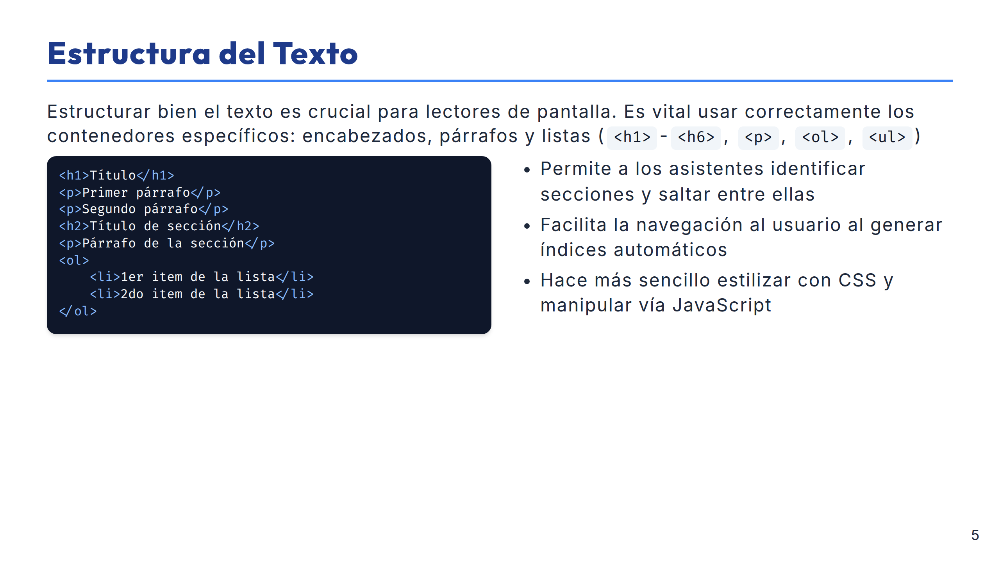 Estructura del Texto
Estructurar bien el texto es crucial para lectores de pantalla. Es vital usar correctamente los
contenedores específicos: encabezados, párrafos y listas (<h1>-<h6>, <p>, <ol>, <ul>)
<h1>Título</h1>
<p>Primer párrafo</p>
<p>Segundo párrafo</p>
<h2>Título de sección</h2>
<p>Párrafo de la sección</p>
<ol>
    <li>1er item de la lista</li>
    <li>2do item de la lista</li>
</ol>
• Permite a los asistentes identificar
secciones y saltar entre ellas
• Facilita la navegación al usuario al generar
índices automáticos
• Hace más sencillo estilizar con CSS y
manipular vía JavaScript
5